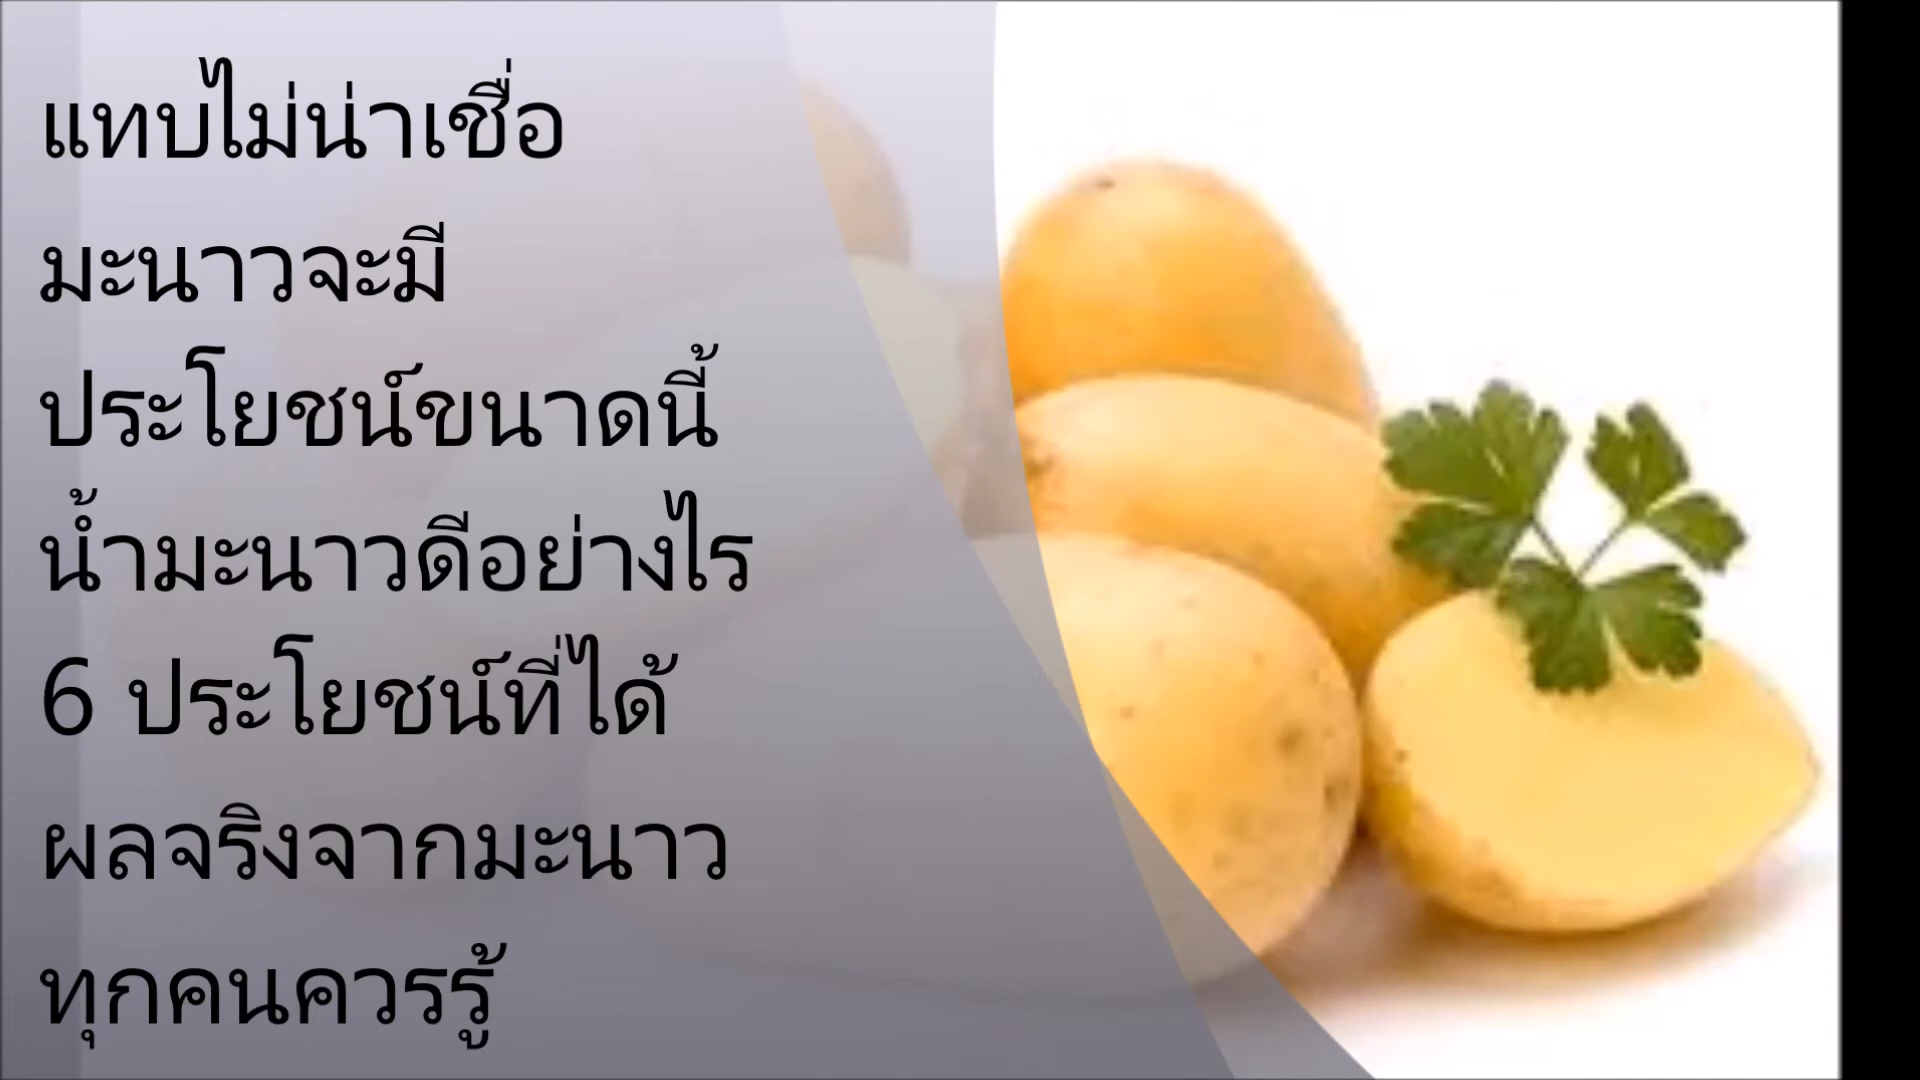 แทบไม่น่าเชื่อ
มะนาวจะมี
ประโยชน์ขนาดนี้
น้ำมะนาวดีอย่างไร
6 ประโยชน์ที่ได้
ผลจริงจากมะนาว
ทุกคนควรรู้